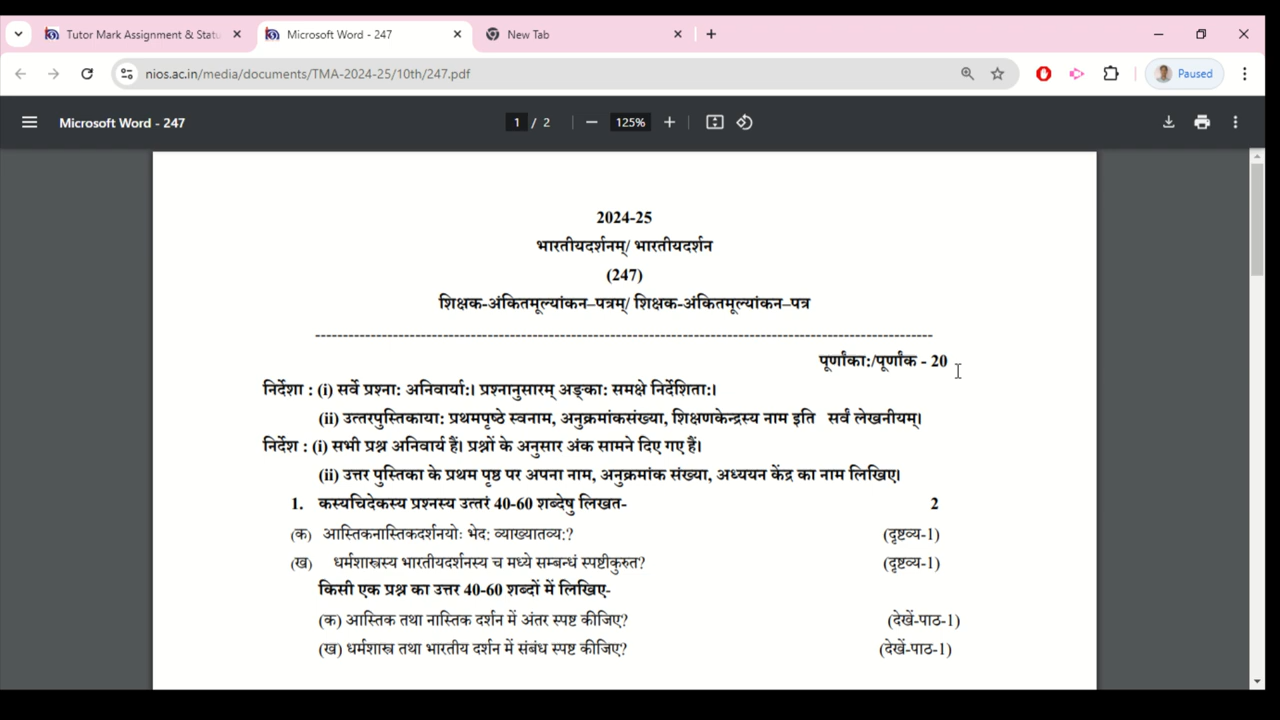 Tutor Mark Assignment & Statu
Microsoft Word - 247
New Tab
nios.ac.in/media/documents/TMA-2024-25/10th/247.pdf
Paused
Microsoft Word - 247
1 / 2
125%
2024-25
भारतीयदर्शनम्/ भारतीयदर्शन
(247)
शिक्षक-अंकितमूल्यांकन–पत्रम्/ शिक्षक-अंकितमूल्यांकन–पत्र
पूर्णांका:/पूर्णांक - 20
निर्देशा : (i) सर्वे प्रश्ना: अनिवार्या:। प्रश्नानुसारम् अङ्का: समक्षे निर्देशिता:।
(ii) उत्तरपुस्तिकाया: प्रथमपृष्ठे स्वनाम, अनुक्रमांकसंख्या, शिक्षणकेन्द्रस्य नाम इति सर्वं लेखनीयम्।
निर्देश : (i) सभी प्रश्न अनिवार्य हैं। प्रश्नों के अनुसार अंक सामने दिए गए हैं।
(ii) उत्तर पुस्तिका के प्रथम पृष्ठ पर अपना नाम, अनुक्रमांक संख्या, अध्ययन केंद्र का नाम लिखिए।
1. कस्यचिदेकस्य प्रश्नस्य उत्तरं 40-60 शब्देषु लिखत- 2
(क) आस्तिकनास्तिकदर्शनयोः भेद: व्याख्यातव्य:? (दृष्टव्य-1)
(ख) धर्मशास्त्रस्य भारतीयदर्शनस्य च मध्ये सम्बन्धं स्पष्टीकुरुत? (दृष्टव्य-1)
किसी एक प्रश्न का उत्तर 40-60 शब्दों में लिखिए-
(क) आस्तिक तथा नास्तिक दर्शन में अंतर स्पष्ट कीजिए? (देखें-पाठ-1)
(ख) धर्मशास्त्र तथा भारतीय दर्शन में संबंध स्पष्ट कीजिए? (देखें-पाठ-1)